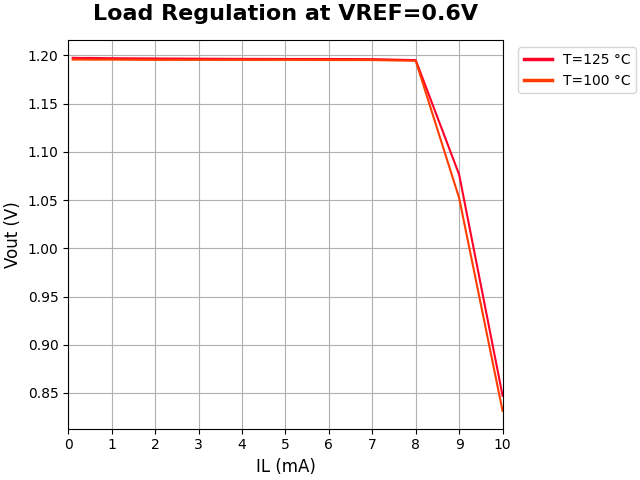 Load Regulation at VREF=0.6V
T=125 °C
T=100 °C
1.20
1.15
1.10
1.05
1.00
0.95
0.90
0.85
Vout (V)
0 1 2 3 4 5 6 7 8 9 10
IL (mA)